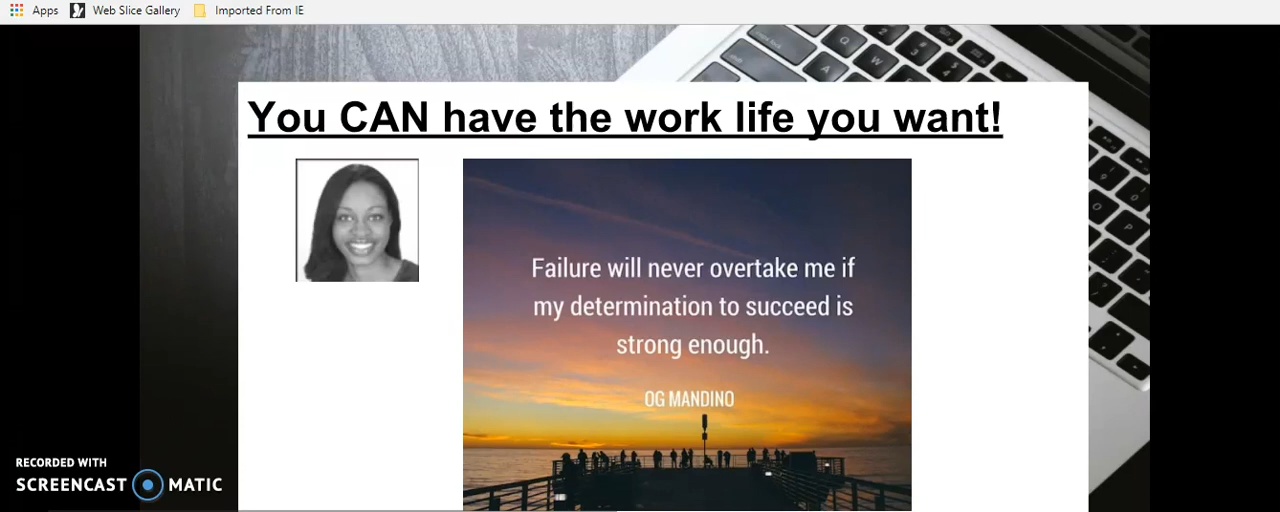 Apps Web Slice Gallery Imported From IE
You CAN have the work life you want!
Failure will never overtake me if
my determination to succeed is
strong enough.
OG MANDINO
RECORDED WITH
SCREENCAST MATIC